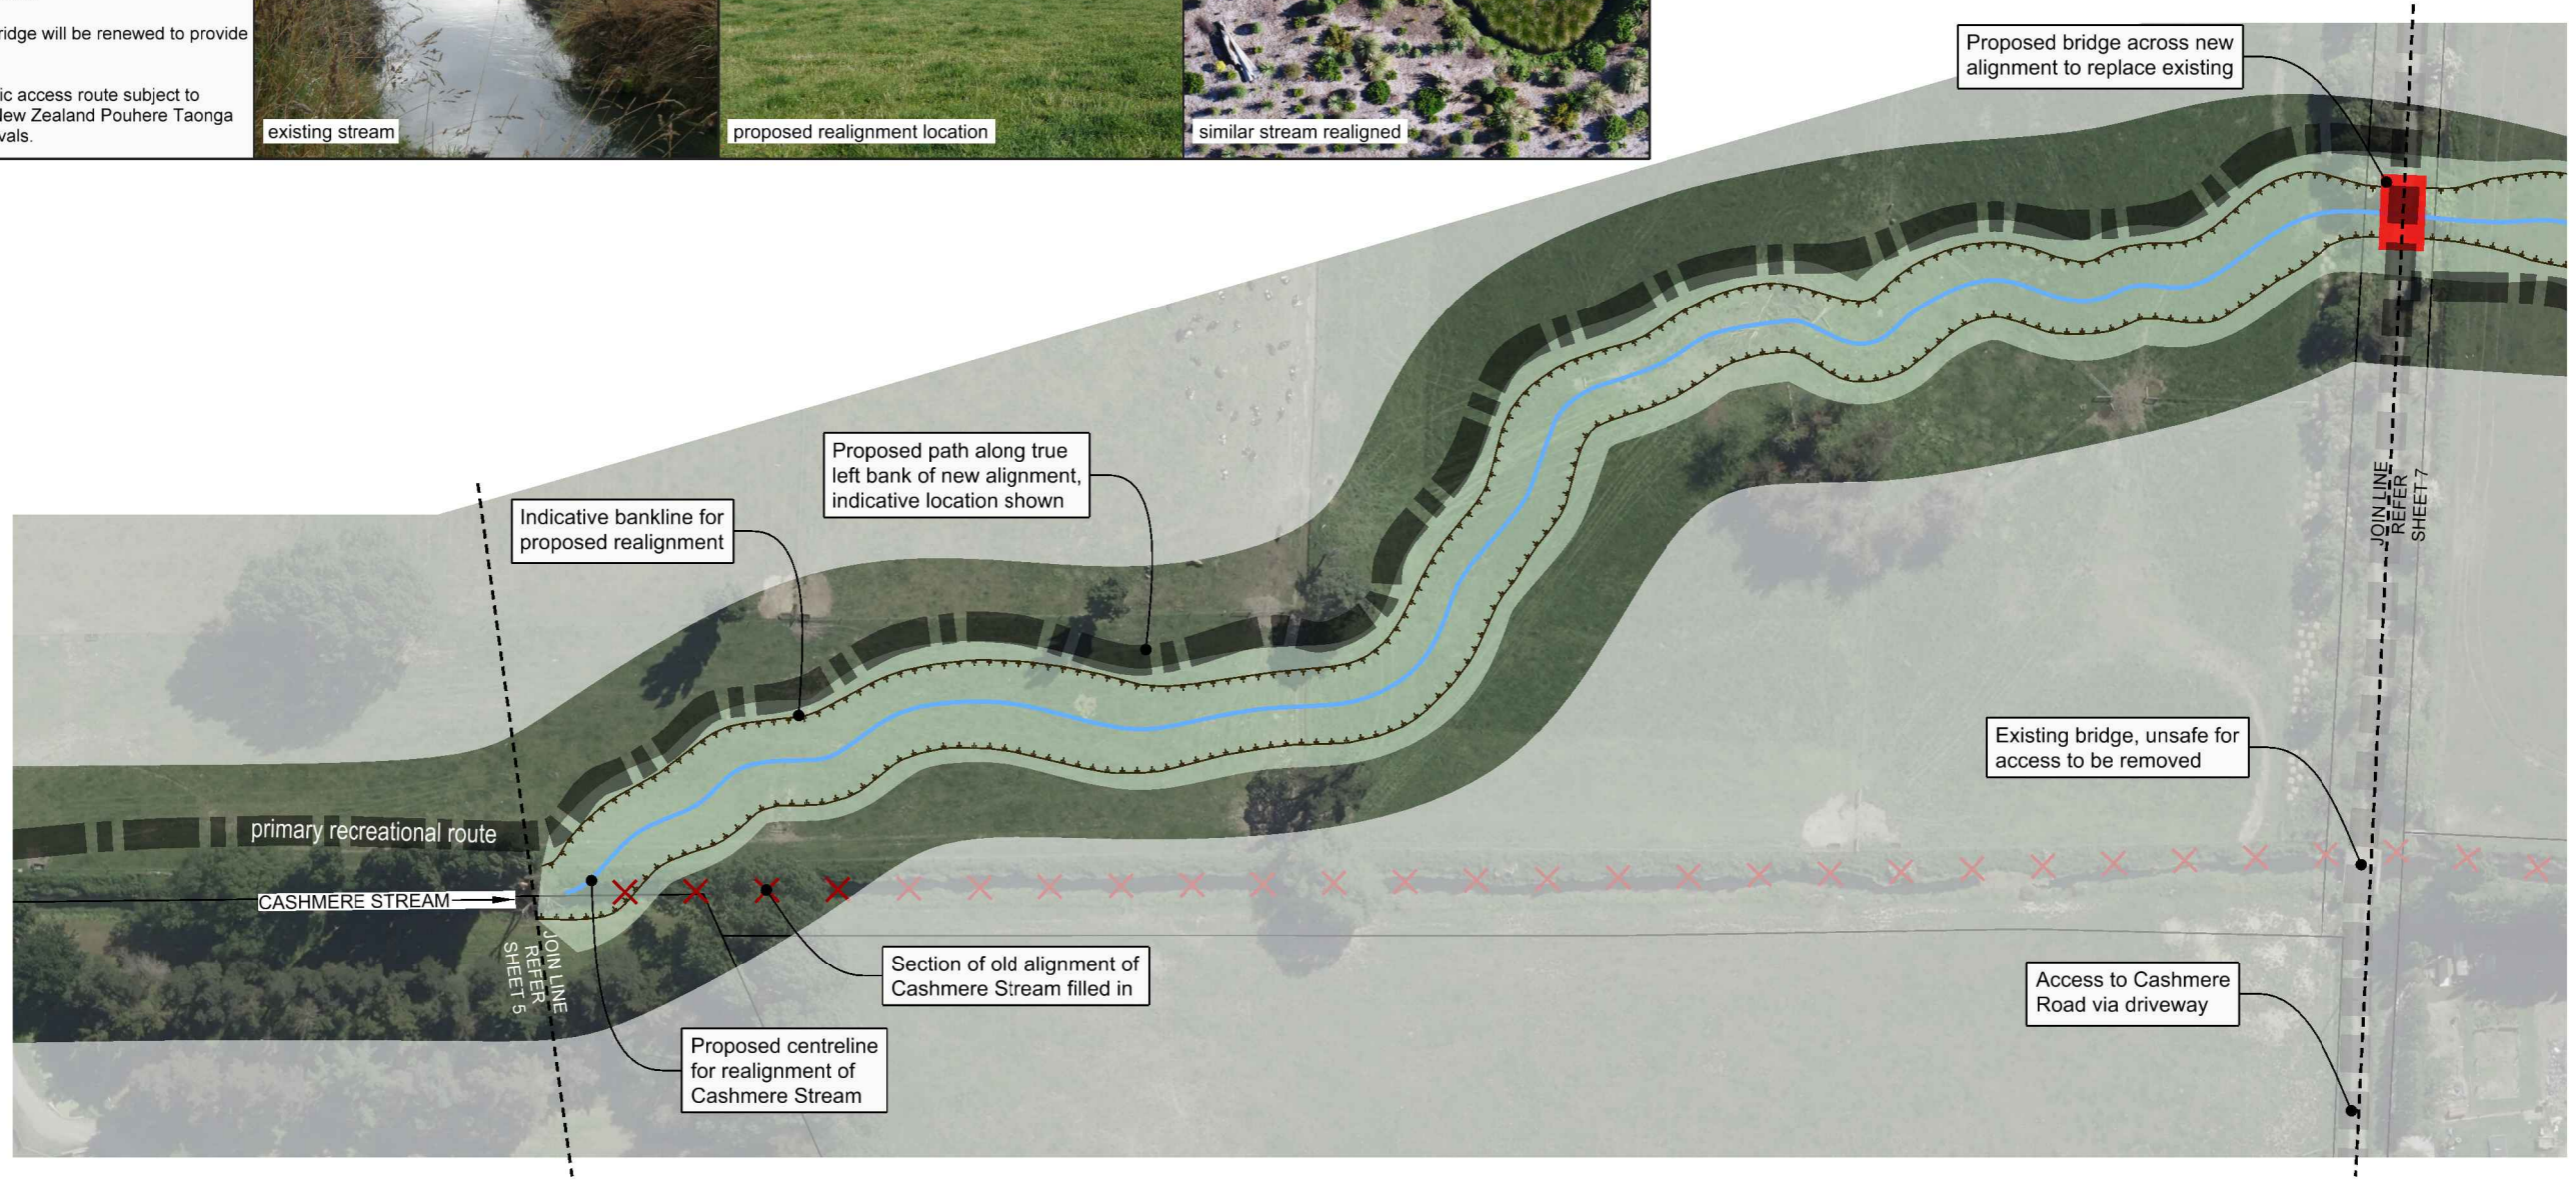 ridge will be renewed to provide
ic access route subject to
New Zealand Pouhere Taonga
vals.
existing stream
proposed realignment location
similar stream realigned
Proposed bridge across new
alignment to replace existing
Proposed path along true
left bank of new alignment,
indicative location shown
Indicative bankline for
proposed realignment
JOIN LINE
REFER
SHEET 7
Existing bridge, unsafe for
access to be removed
primary recreational route
CASHMERE STREAM
JOIN LINE
REFER
SHEET 5
Section of old alignment of
Cashmere Stream filled in
Access to Cashmere
Road via driveway
Proposed centreline
for realignment of
Cashmere Stream